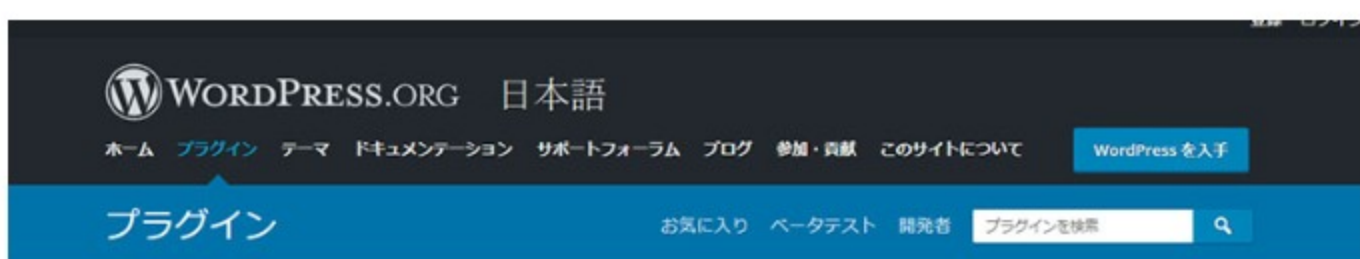 WORDPRESS.ORG 日本語
ホーム プラグイン テーマ ドキュメンテーション サポートフォーラム ブログ 参加・貢献 このサイトについて WordPress を入手
プラグイン お気に入り ベータテスト 開発者 プラグインを検索